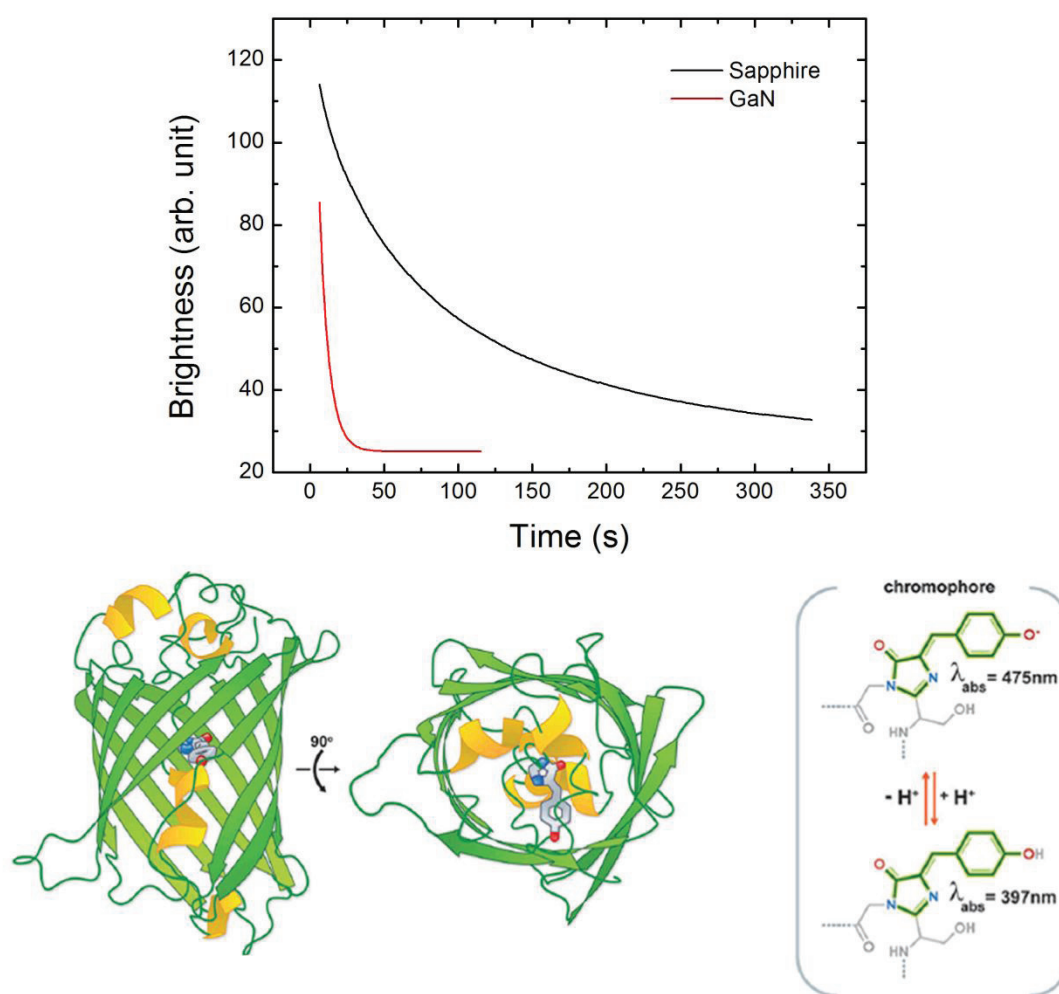 120
100
80
60
40
20
Brightness (arb. unit)
Sapphire
GaN
0 50 100 150 200 250 300 350
Time (s)
90°
chromophore
O
O•
N
N
λabs = 475nm
O
OH
HN
- H⁺
+ H⁺
O
OH
N
N
λabs = 397nm
O
OH
HN